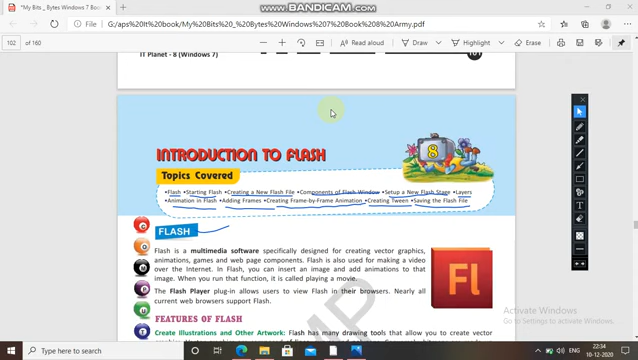 www.BANDICAM.com
*My Bits _ Bytes Windows 7 Boo
G:/aps%20It%20book/My%20Bits%20_%20Bytes%20Windows%207%20Book%208%20Army.pdf
102 of 160
Read aloud
Draw
Highlight
Erase
IT Planet - 8 (Windows 7)
101
INTRODUCTION TO FLASH
8
Topics Covered
•Flash •Starting Flash •Creating a New Flash File •Components of Flash Window •Setup a New Flash Stage •Layers
•Animation in Flash •Adding Frames •Creating Frame-by-Frame Animation •Creating Tween •Saving the Flash File
FLASH
Flash is a multimedia software specifically designed for creating vector graphics,
animations, games and web page components. Flash is also used for making a video
over the Internet. In Flash, you can insert an image and add animations to that
image. When you run that function, it is called playing a movie.
Fl
The Flash Player plug-in allows users to view Flash in their browsers. Nearly all
current web browsers support Flash.
FEATURES OF FLASH
Create Illustrations and Other Artwork: Flash has many drawing tools that allow you to create vector
C
O
M
P
U
T
MP
Activate Windows
Go to Settings to activate Windows.
Type here to search
ENG
22:34
10-12-2020